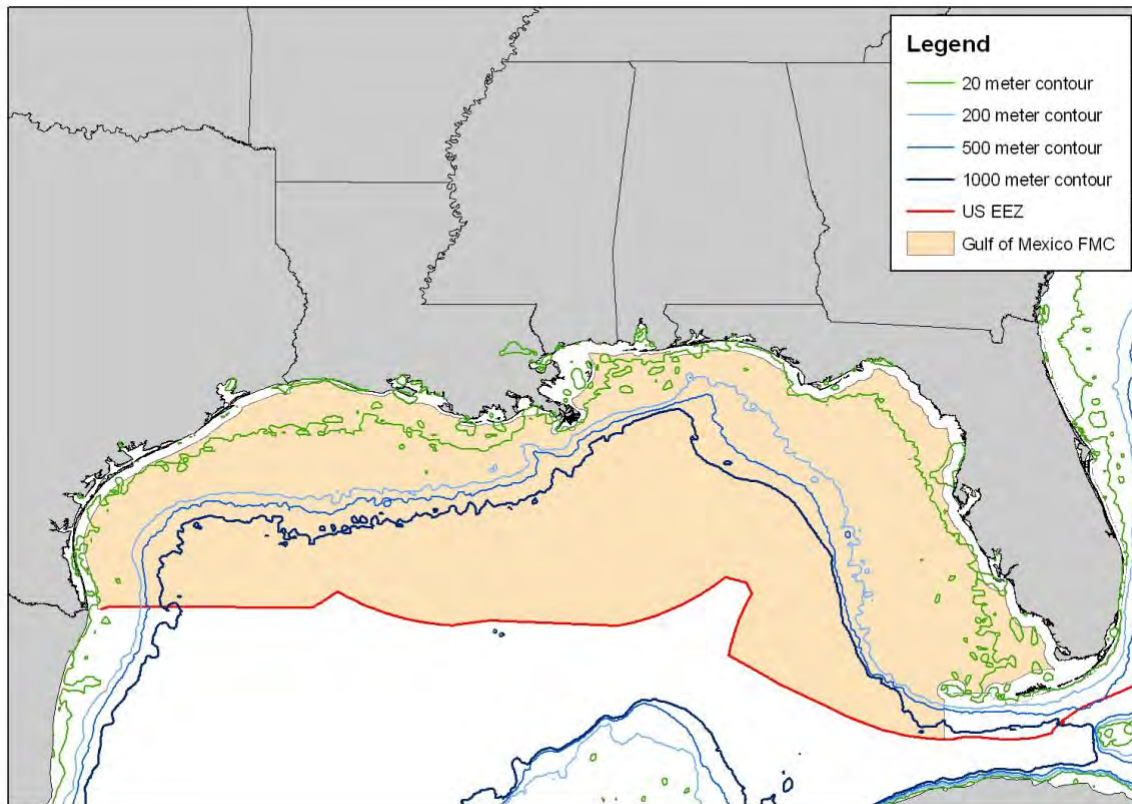 Legend
20 meter contour
200 meter contour
500 meter contour
1000 meter contour
US EEZ
Gulf of Mexico FMC